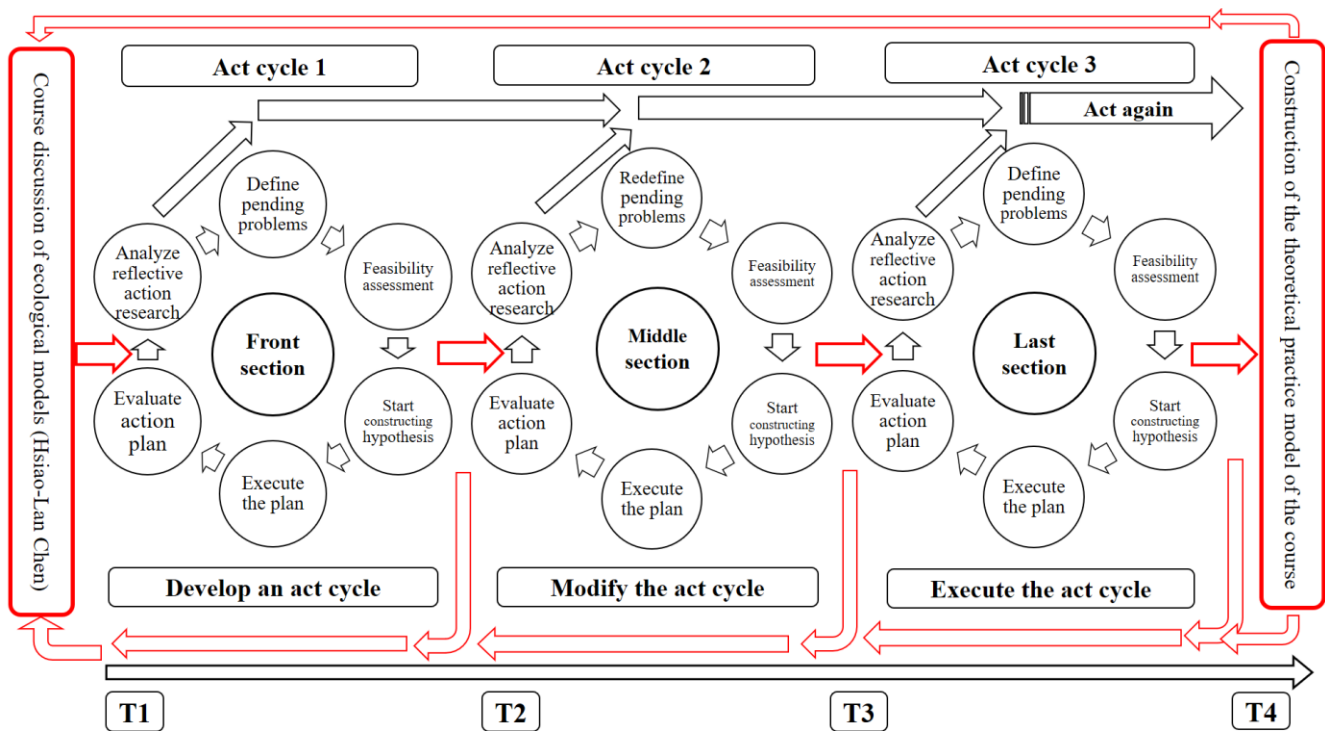 Course discussion of ecological models (Hsiao-Lan Chen)
Act cycle 1
Define
pending
problems
Analyze
reflective
action
research
Feasibility
assessment
Front
section
Evaluate
action
plan
Start
constructing
hypothesis
Execute
the plan
Develop an act cycle
Act cycle 2
Redefine
pending
problems
Analyze
reflective
action
research
Feasibility
assessment
Middle
section
Evaluate
action
plan
Start
constructing
hypothesis
Execute
the plan
Modify the act cycle
Act cycle 3
Act again
Define
pending
problems
Analyze
reflective
action
research
Feasibility
assessment
Last
section
Evaluate
action
plan
Start
constructing
hypothesis
Execute
the plan
Execute the act cycle
Construction of the theoretical practice model of the course
T1
T2
T3
T4